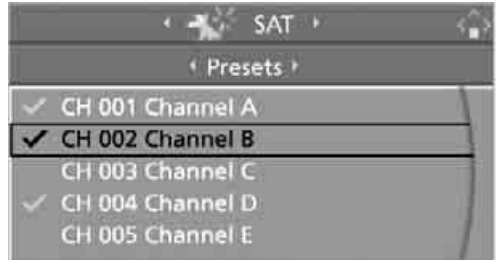 SAT
Presets
CH 001 Channel A
CH 002 Channel B
CH 003 Channel C
CH 004 Channel D
CH 005 Channel E